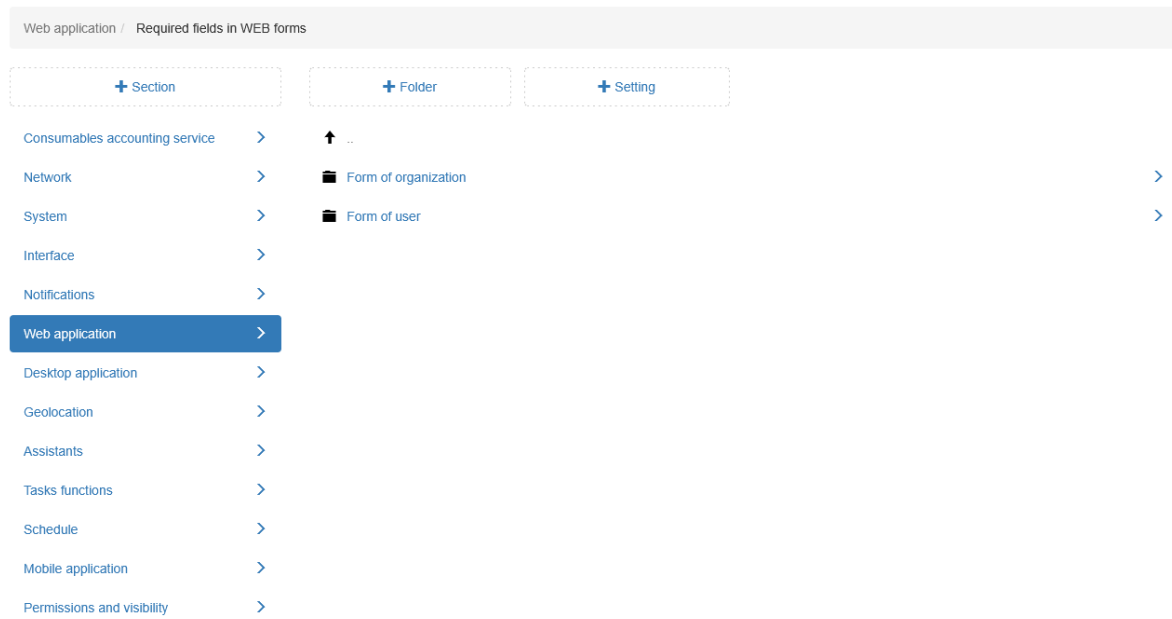 Web application / Required fields in WEB forms
+ Section
+ Folder
+ Setting
Consumables accounting service
Network
System
Interface
Notifications
Web application
Desktop application
Geolocation
Assistants
Tasks functions
Schedule
Mobile application
Permissions and visibility
..
Form of organization
Form of user